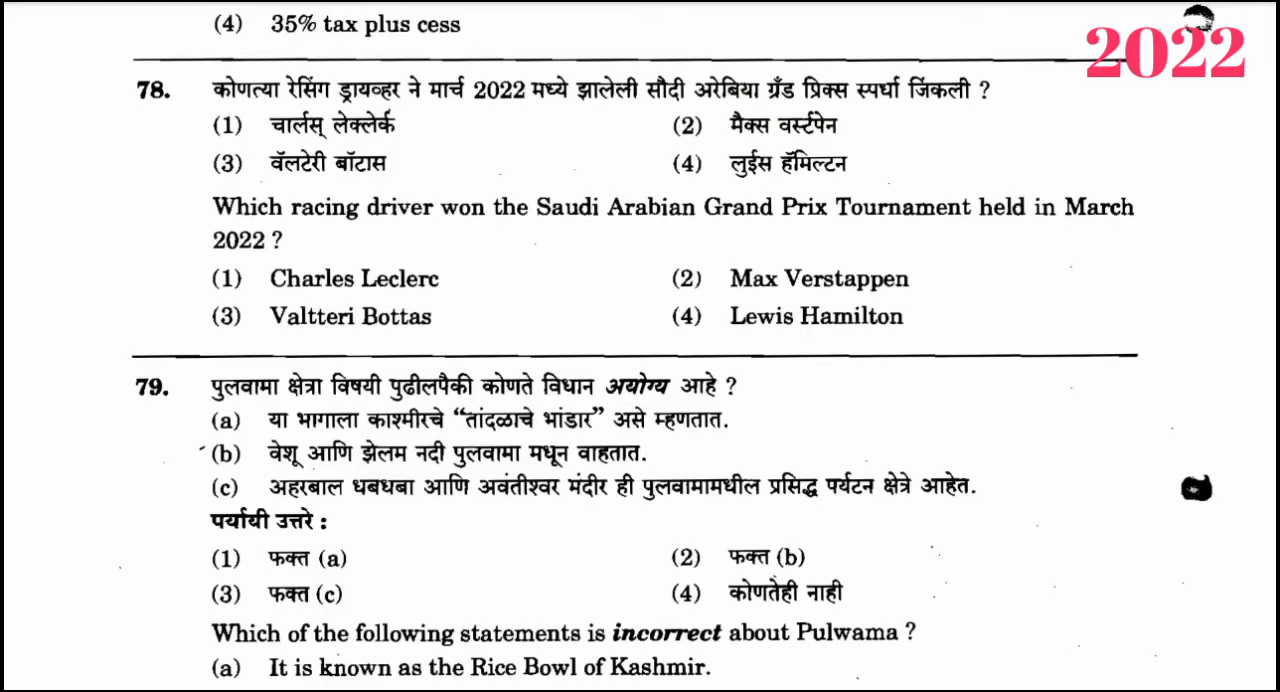 (4) 35% tax plus cess
2022
78. कोणत्या रेसिंग ड्रायव्हर ने मार्च 2022 मध्ये झालेली सौदी अरेबिया ग्रँड प्रिक्स स्पर्धा जिंकली ?
(1) चार्लस् लेक्लेर्क (2) मैक्स वर्स्टपेन
(3) वॅलटेरी बॉटास (4) लुईस हॅमिल्टन
Which racing driver won the Saudi Arabian Grand Prix Tournament held in March
2022 ?
(1) Charles Leclerc (2) Max Verstappen
(3) Valtteri Bottas (4) Lewis Hamilton
79. पुलवामा क्षेत्रा विषयी पुढीलपैकी कोणते विधान अयोग्य आहे ?
(a) या भागाला काश्मीरचे “तांदळाचे भांडार” असे म्हणतात.
(b) वेशू आणि झेलम नदी पुलवामा मधून वाहतात.
(c) अहरबाल धबधबा आणि अवंतीश्वर मंदीर ही पुलवामामधील प्रसिद्ध पर्यटन क्षेत्रे आहेत.
पर्यायी उत्तरे :
(1) फक्त (a) (2) फक्त (b)
(3) फक्त (c) (4) कोणतेही नाही
Which of the following statements is incorrect about Pulwama ?
(a) It is known as the Rice Bowl of Kashmir.